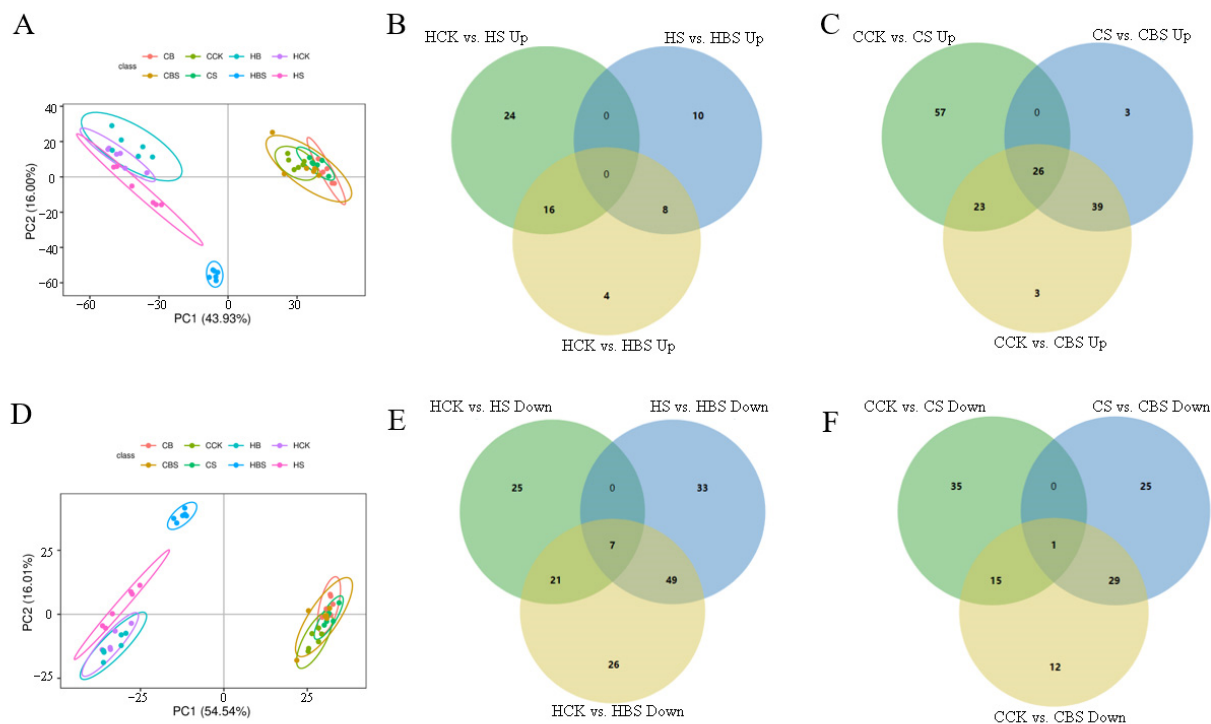 A
CB CCK HB HCK
class
CBS CS HBS HS
40
20
0
−20
−40
−60
PC2 (16.00%)
−60 −30 0 30
PC1 (43.93%)
B
HCK vs. HS Up
HS vs. HBS Up
24
0
10
0
16
8
4
HCK vs. HBS Up
C
CCK vs. CS Up
CS vs. CBS Up
57
0
3
26
23
39
3
CCK vs. CBS Up
D
CB CCK HB HCK
class
CBS CS HBS HS
25
0
−25
PC2 (16.01%)
−25 0 25
PC1 (54.54%)
E
HCK vs. HS Down
HS vs. HBS Down
25
0
33
7
21
49
26
HCK vs. HBS Down
F
CCK vs. CS Down
CS vs. CBS Down
35
0
25
1
15
29
12
CCK vs. CBS Down